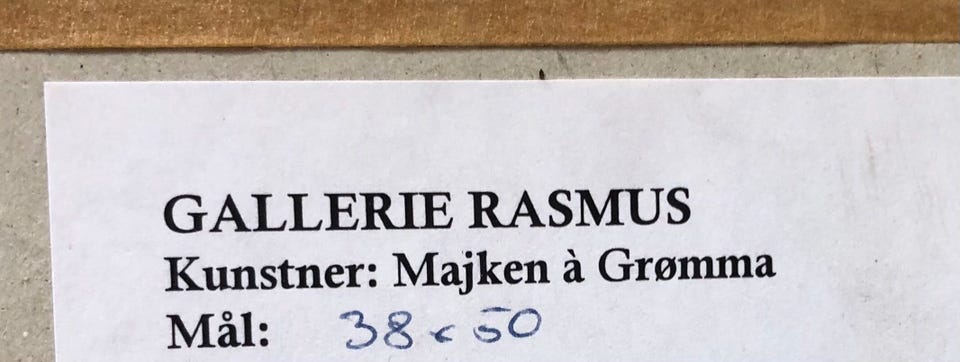 GALLERIE RASMUS
Kunstner: Majken à Grømma
Mål: 38 x 50